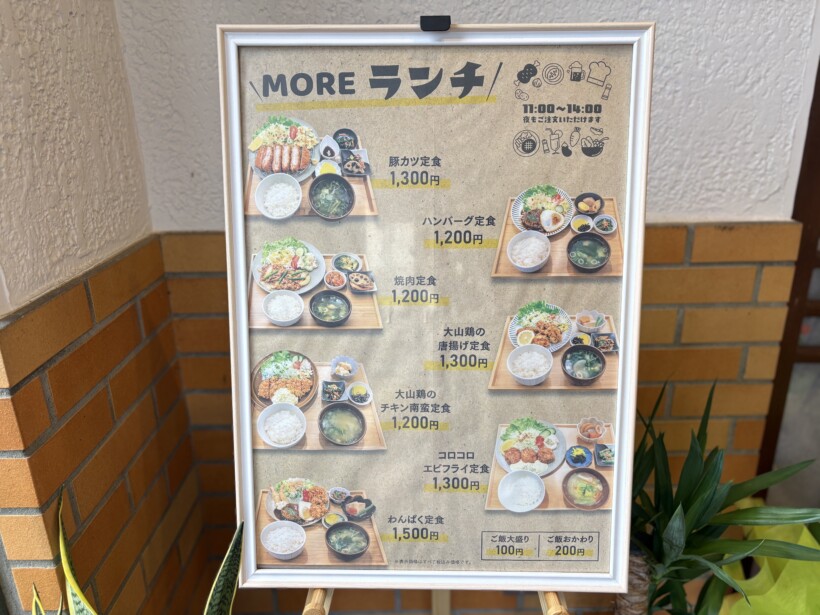 MORE ランチ
11:00〜14:00
夜もご注文いただけます
豚カツ定食
1,300円
ハンバーグ定食
1,200円
焼肉定食
1,200円
大山鶏の
唐揚げ定食
1,300円
大山鶏の
チキン南蛮定食
1,200円
コロコロ
エビフライ定食
1,300円
わんぱく定食
1,500円
ご飯大盛り
100円
ご飯おかわり
200円